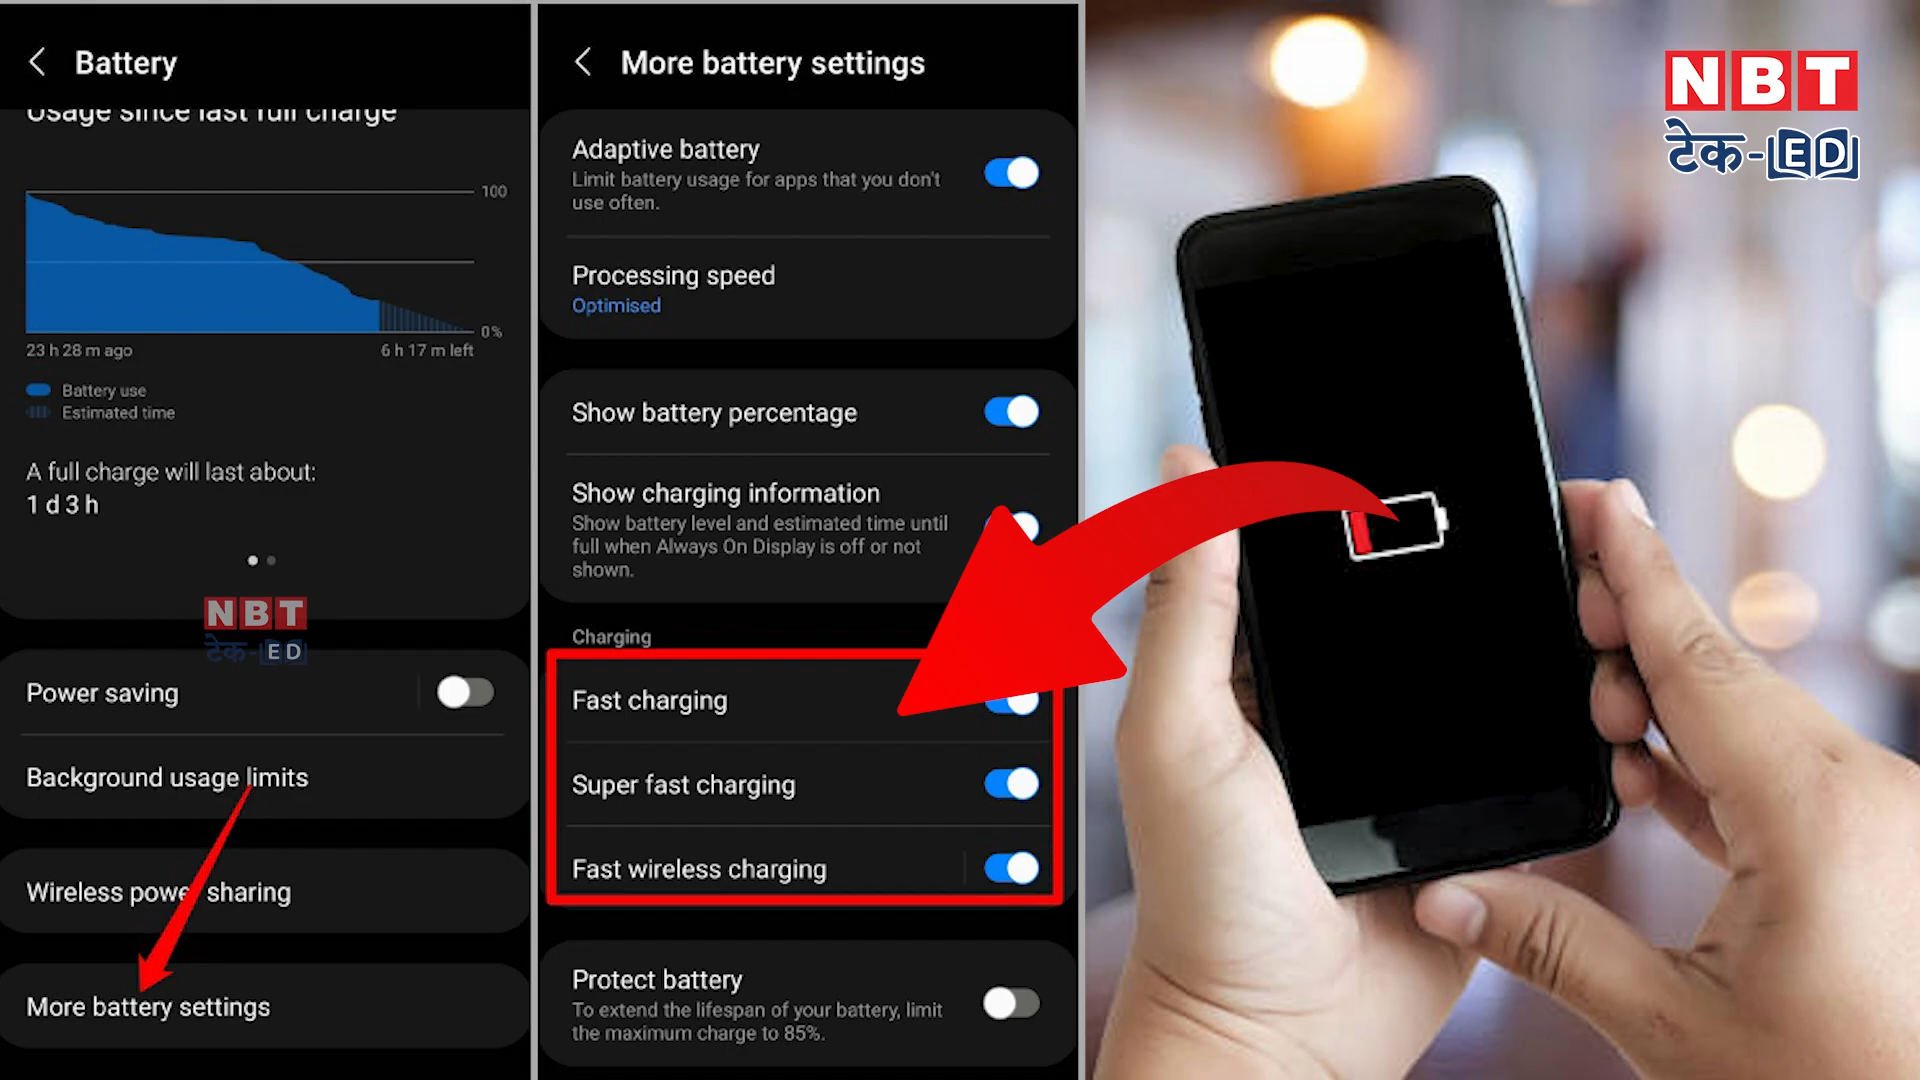 Battery
Usage since last full charge
100
0%
23 h 28 m ago
6 h 17 m left
Battery use
Estimated time
A full charge will last about:
1 d 3 h
NBT
टेक-ED
Power saving
Background usage limits
Wireless power sharing
More battery settings
More battery settings
Adaptive battery
Limit battery usage for apps that you don't
use often.
Processing speed
Optimised
Show battery percentage
Show charging information
Show battery level and estimated time until
full when Always On Display is off or not
shown.
Charging
Fast charging
Super fast charging
Fast wireless charging
Protect battery
To extend the lifespan of your battery, limit
the maximum charge to 85%.
NBT
टेक-ED